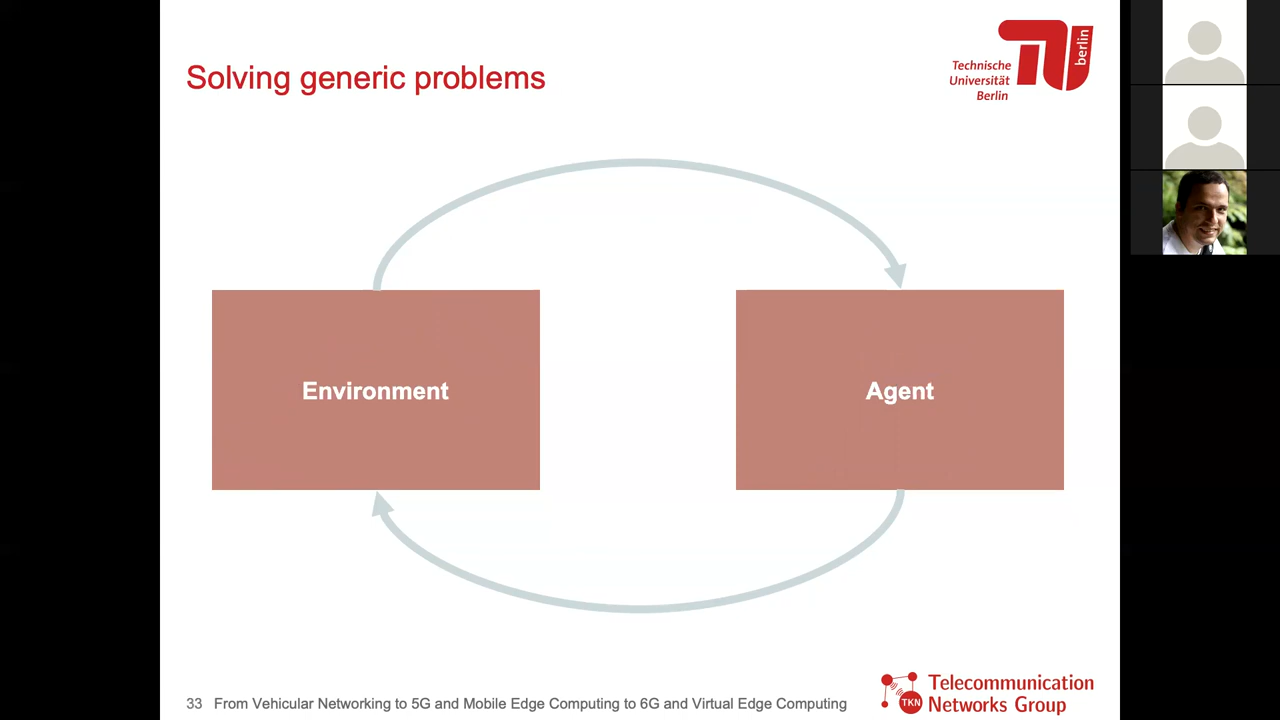 Solving generic problems
Technische
Universität
Berlin
berlin
Environment
Agent
33 From Vehicular Networking to 5G and Mobile Edge Computing to 6G and Virtual Edge Computing
TKN
Telecommunication
Networks Group